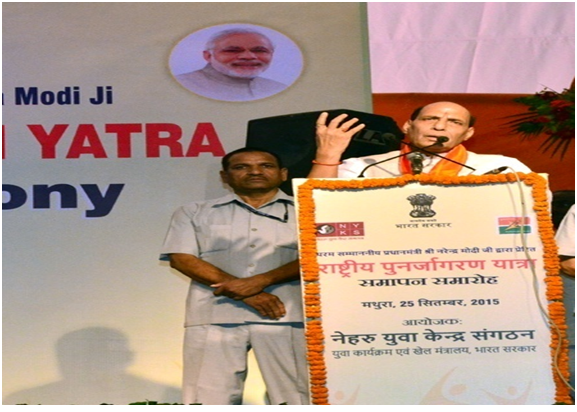 Modi Ji
YATRA
ony
NYKS
भारत सरकार
परम सम्माननीय प्रधानमंत्री श्री नरेन्द्र मोदी जी द्वारा प्रेरित
राष्ट्रीय पुनर्जागरण यात्रा
समापन समारोह
मथुरा, 25 सितम्बर, 2015
आयोजक:
नेहरु युवा केन्द्र संगठन
युवा कार्यक्रम एवं खेल मंत्रालय, भारत सरकार